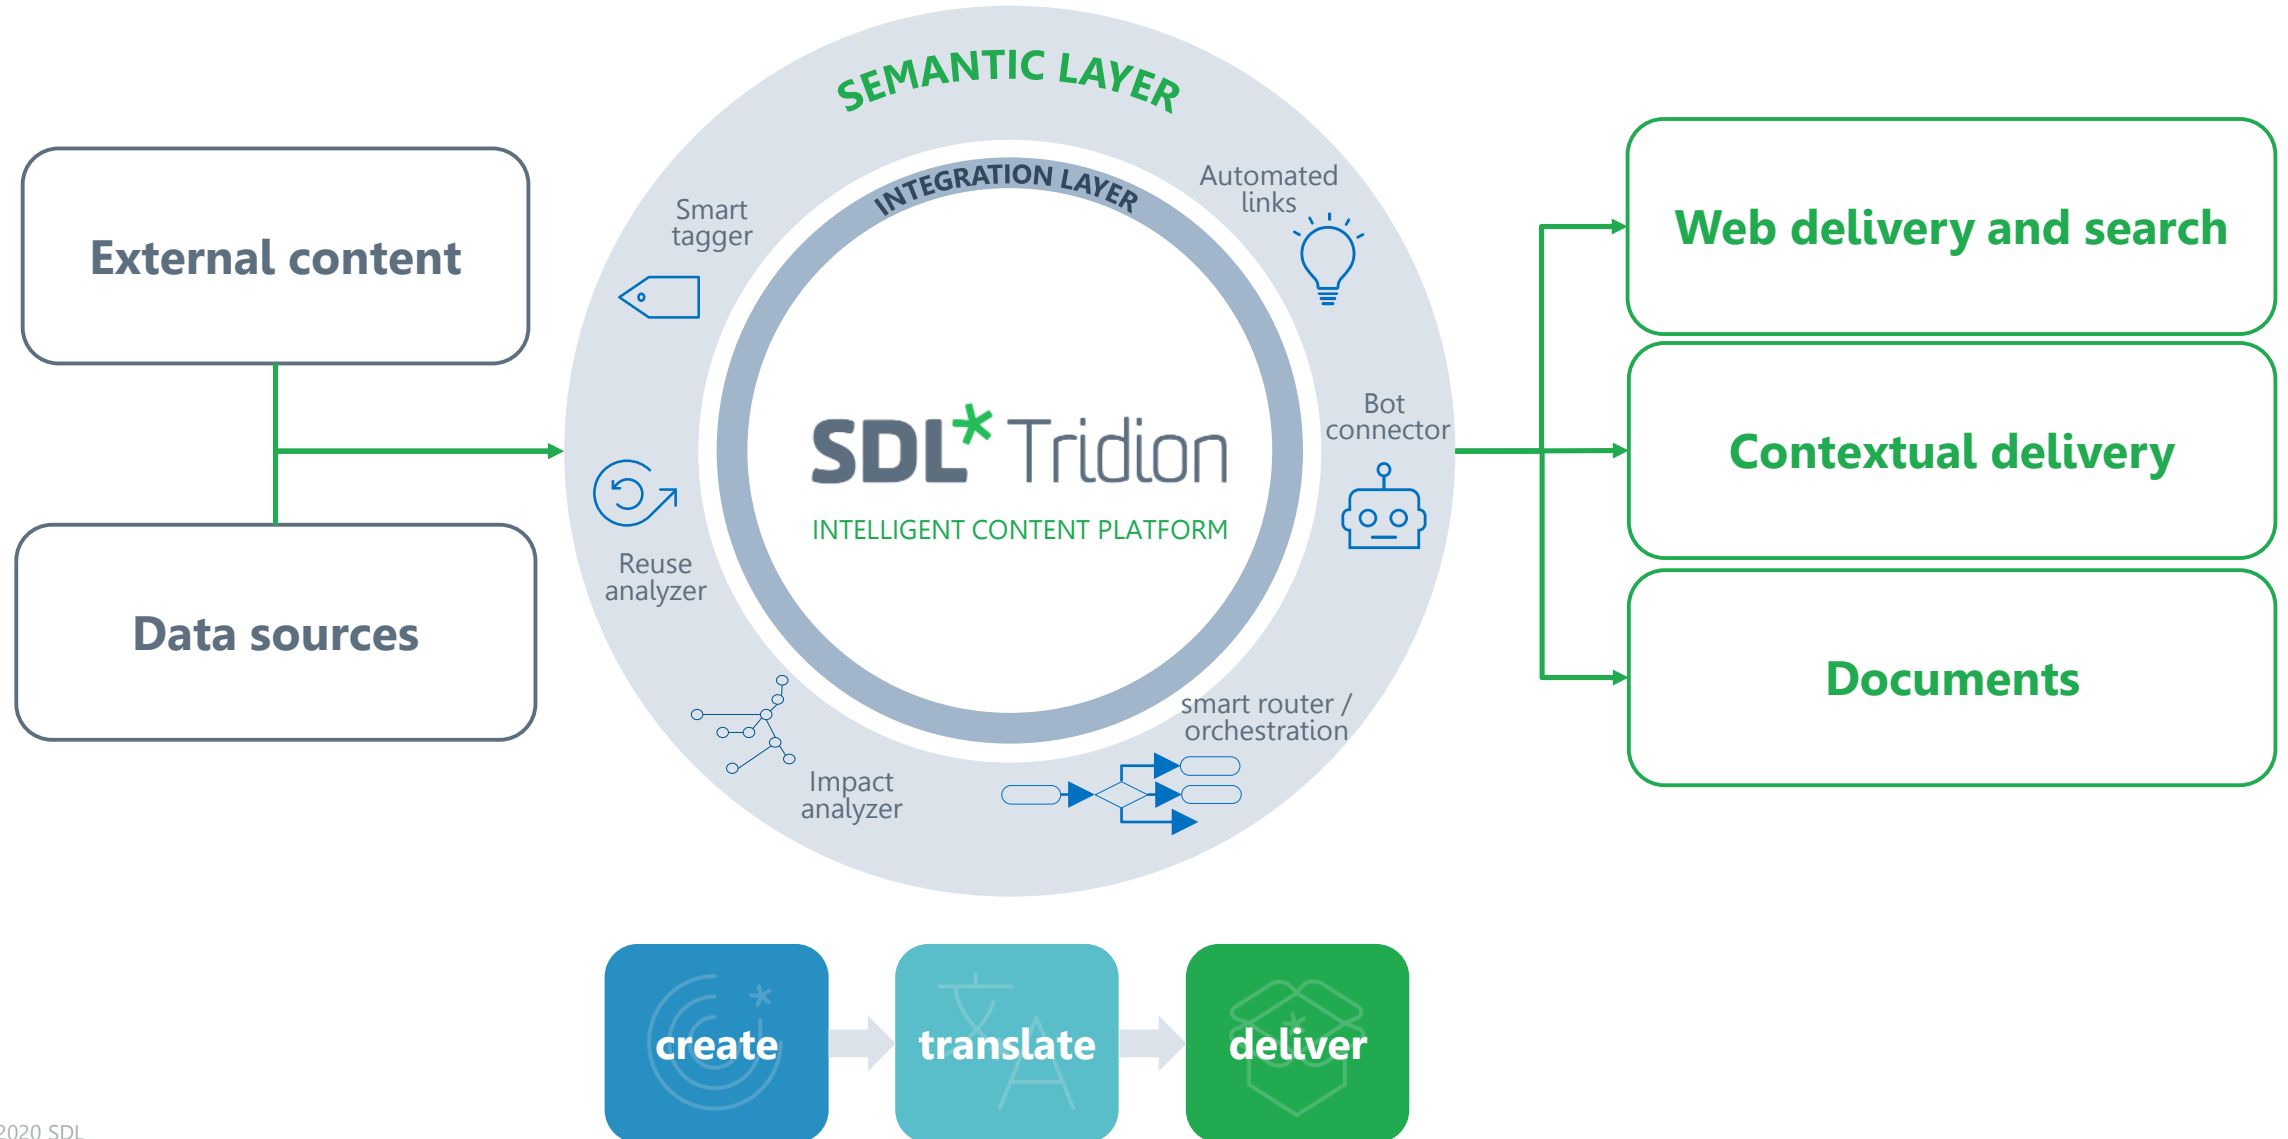 SEMANTIC LAYER
INTEGRATION LAYER
External content
Data sources
Smart
tagger
Reuse
analyzer
Impact
analyzer
Automated
links
Bot
connector
smart router /
orchestration
SDL* Tridion
INTELLIGENT CONTENT PLATFORM
Web delivery and search
Contextual delivery
Documents
create
translate
deliver
2020 SDL